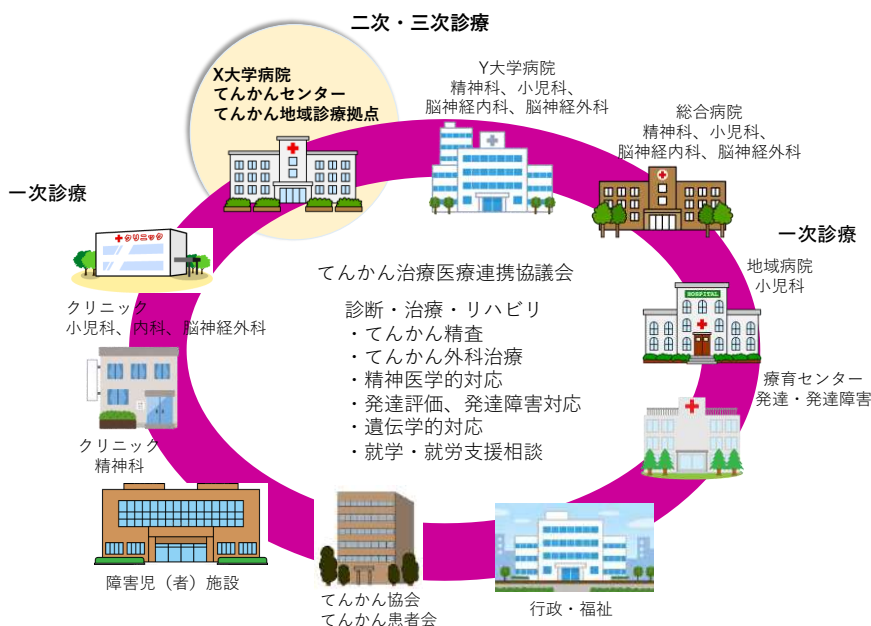 二次・三次診療
X大学病院
てんかんセンター
てんかん地域診療拠点
Y大学病院
精神科、小児科、
脳神経内科、脳神経外科
総合病院
精神科、小児科、
脳神経内科、脳神経外科
一次診療
クリニック
クリニック
小児科、内科、脳神経外科
クリニック
精神科
一次診療
地域病院
小児科
HOSPITAL
療育センター
発達・発達障害
てんかん治療医療連携協議会
診断・治療・リハビリ
・てんかん精査
・てんかん外科治療
・精神医学的対応
・発達評価、発達障害対応
・遺伝学的対応
・就学・就労支援相談
障害児（者）施設
てんかん協会
てんかん患者会
行政・福祉